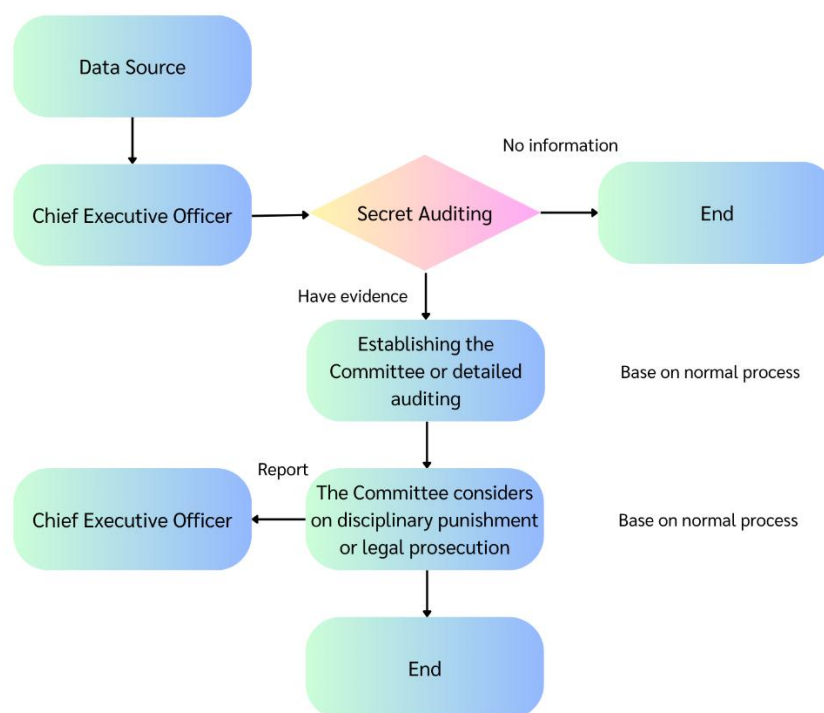 Data Source
No information
Chief Executive Officer
Secret Auditing
End
Have evidence
Establishing the
Committee or detailed
auditing
Base on normal process
Report
Chief Executive Officer
The Committee considers
on disciplinary punishment
or legal prosecution
Base on normal process
End